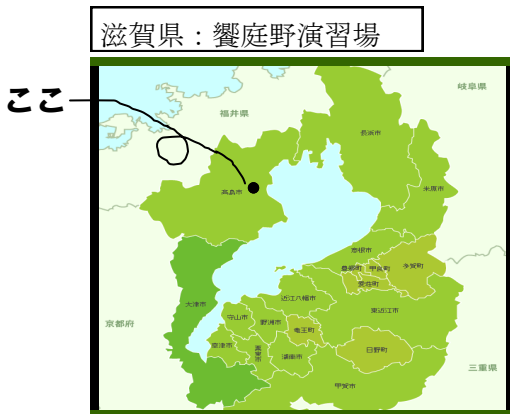 滋賀県：饗庭野演習場
ここ
岐阜県
福井県
長浜市
高島市
米原市
彦根市
豊郷町
甲良町
多賀町
愛荘町
近江八幡市
東近江市
大津市
守山市
野洲市
竜王町
京都府
草津市
栗東市
湖南市
日野町
三重県
甲賀市